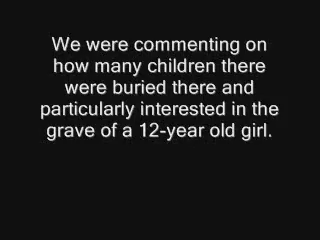 We were commenting on
how many children there
were buried there and
particularly interested in the
grave of a 12-year old girl.